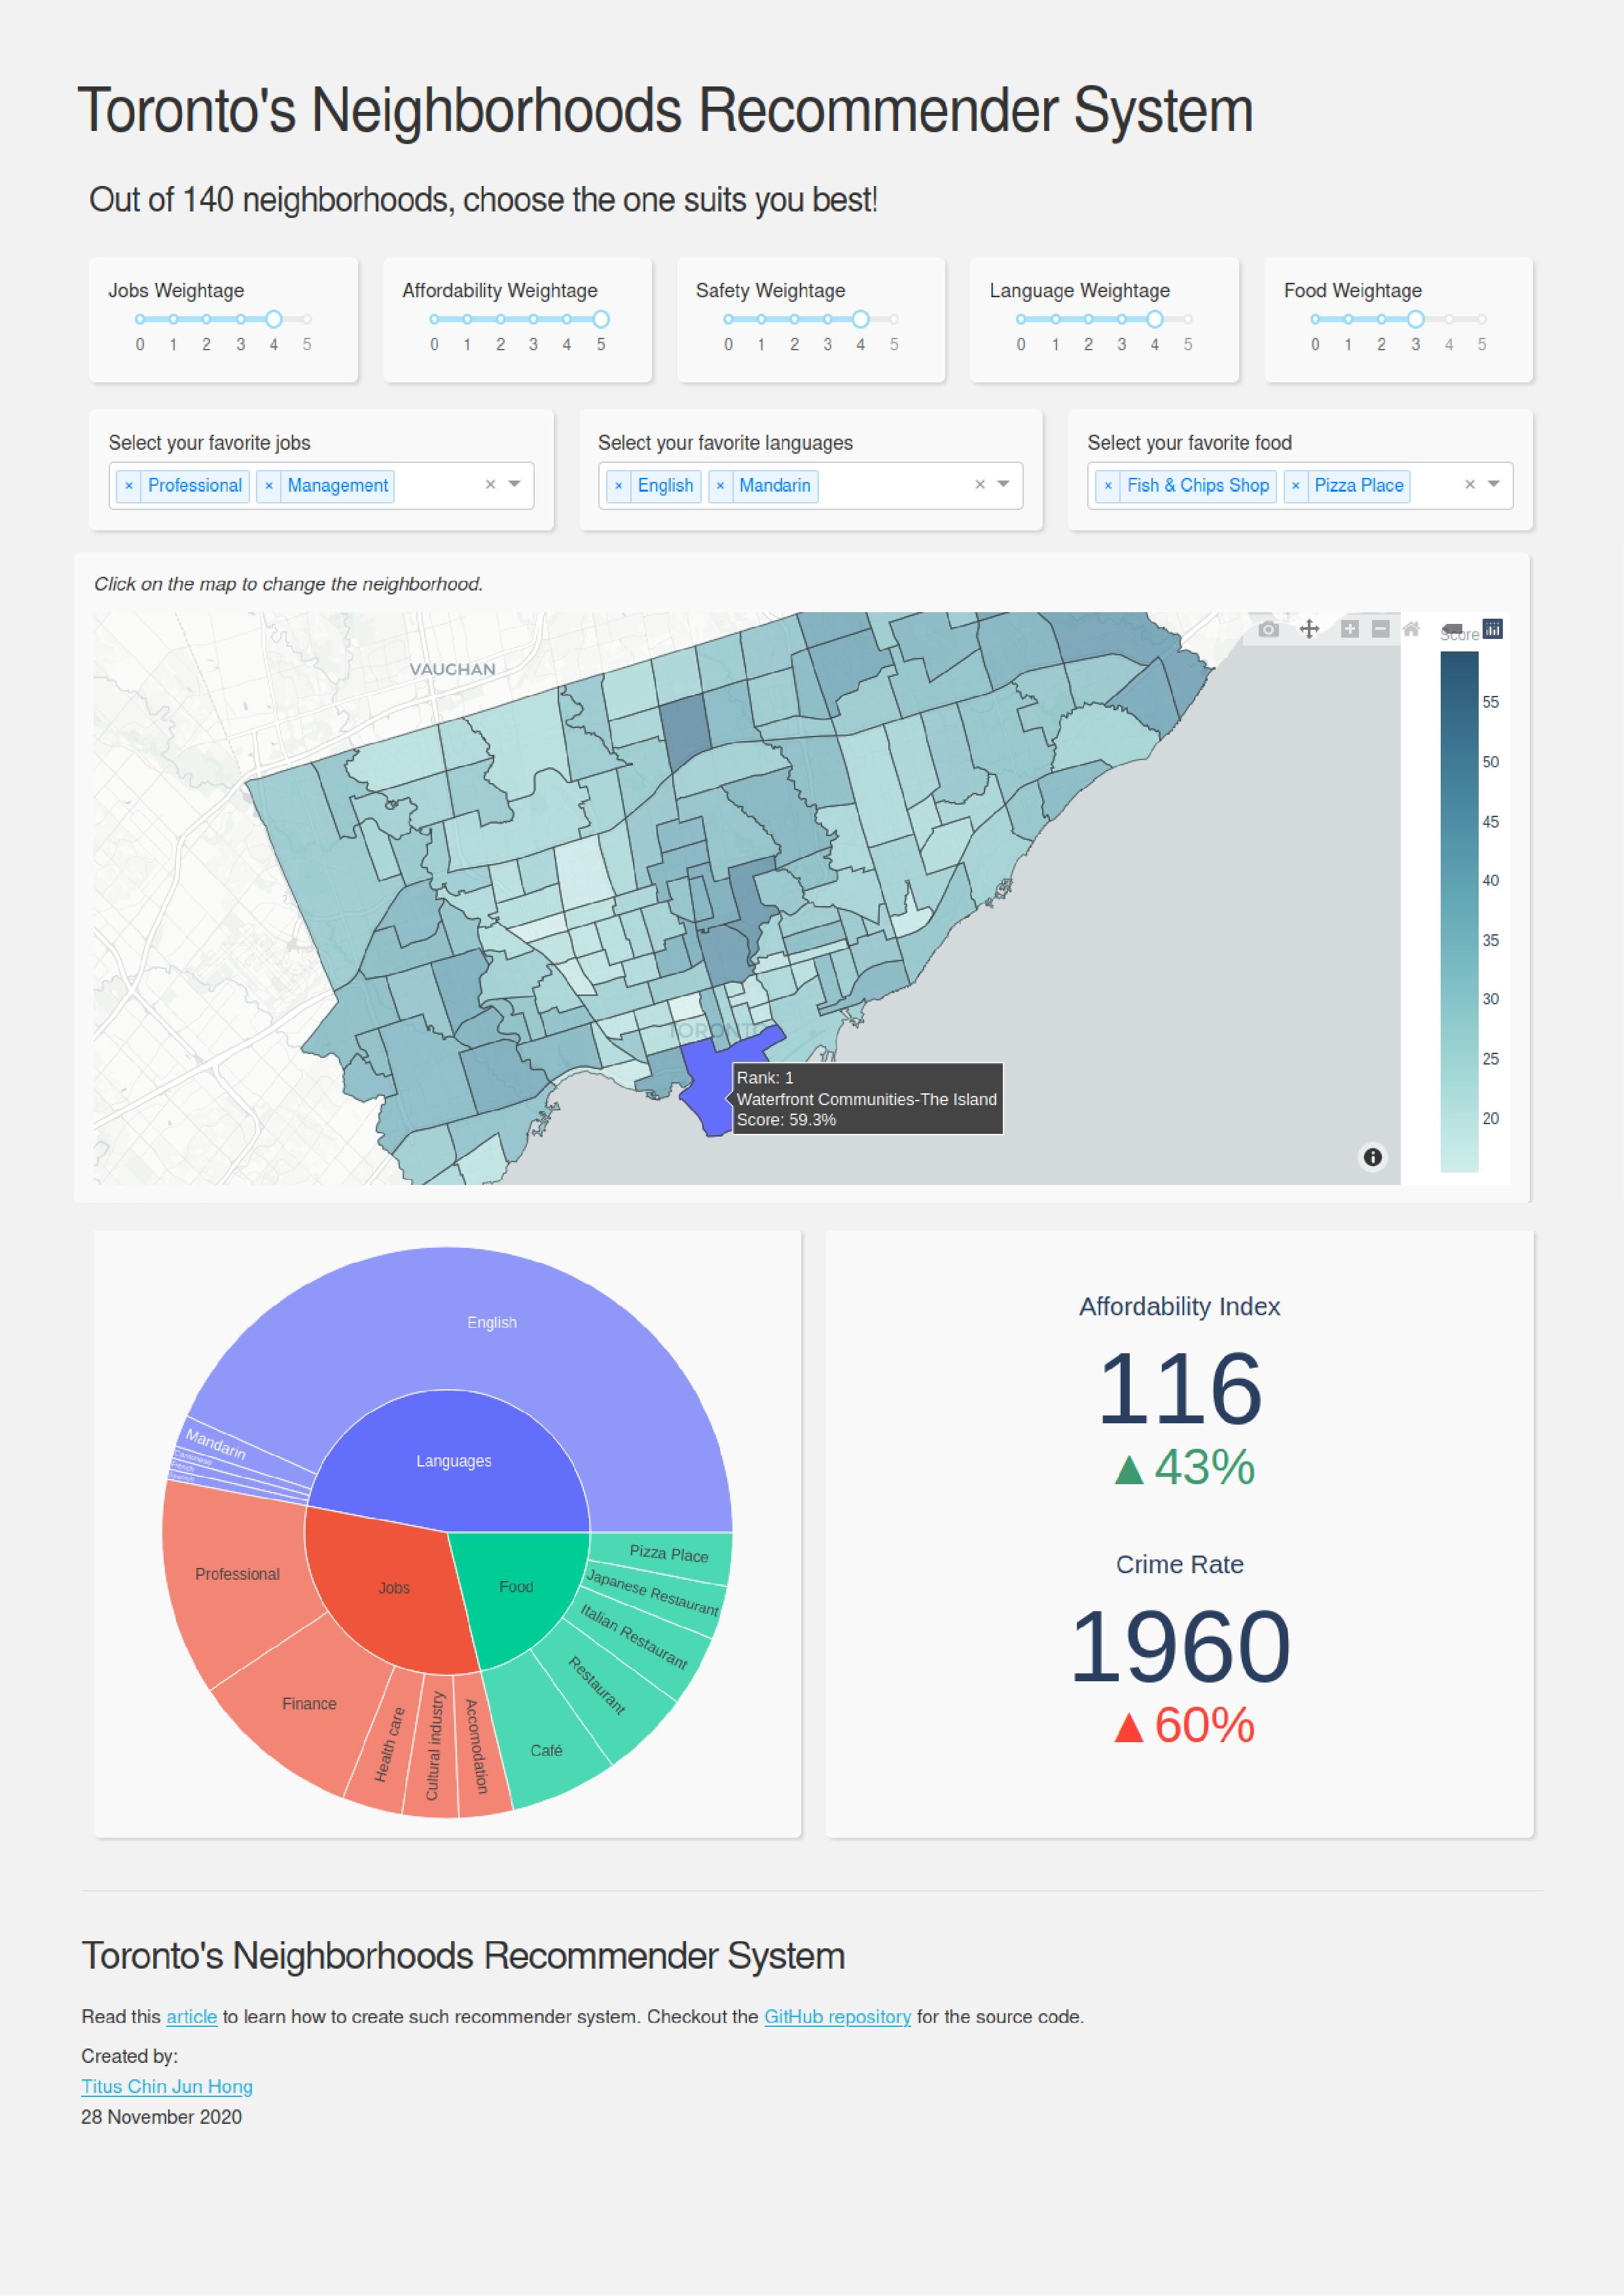 Toronto's Neighborhoods Recommender System
Out of 140 neighborhoods, choose the one suits you best!
Jobs Weightage
0 1 2 3 4 5
Affordability Weightage
0 1 2 3 4 5
Safety Weightage
0 1 2 3 4 5
Language Weightage
0 1 2 3 4 5
Food Weightage
0 1 2 3 4 5
Select your favorite jobs
× Professional × Management ×
Select your favorite languages
× English × Mandarin ×
Select your favorite food
× Fish & Chips Shop × Pizza Place ×
Click on the map to change the neighborhood.
VAUGHAN
TORONTO
Rank: 1
Waterfront Communities-The Island
Score: 59.3%
Score
55
50
45
40
35
30
25
20
English
Mandarin
Cantonese
French
Spanish
Languages
Professional
Jobs
Food
Finance
Health care
Cultural industry
Accomodation
Pizza Place
Japanese Restaurant
Italian Restaurant
Restaurant
Café
Affordability Index
116
▲43%
Crime Rate
1960
▲60%
Toronto's Neighborhoods Recommender System
Read this article to learn how to create such recommender system. Checkout the GitHub repository for the source code.
Created by:
Titus Chin Jun Hong
28 November 2020